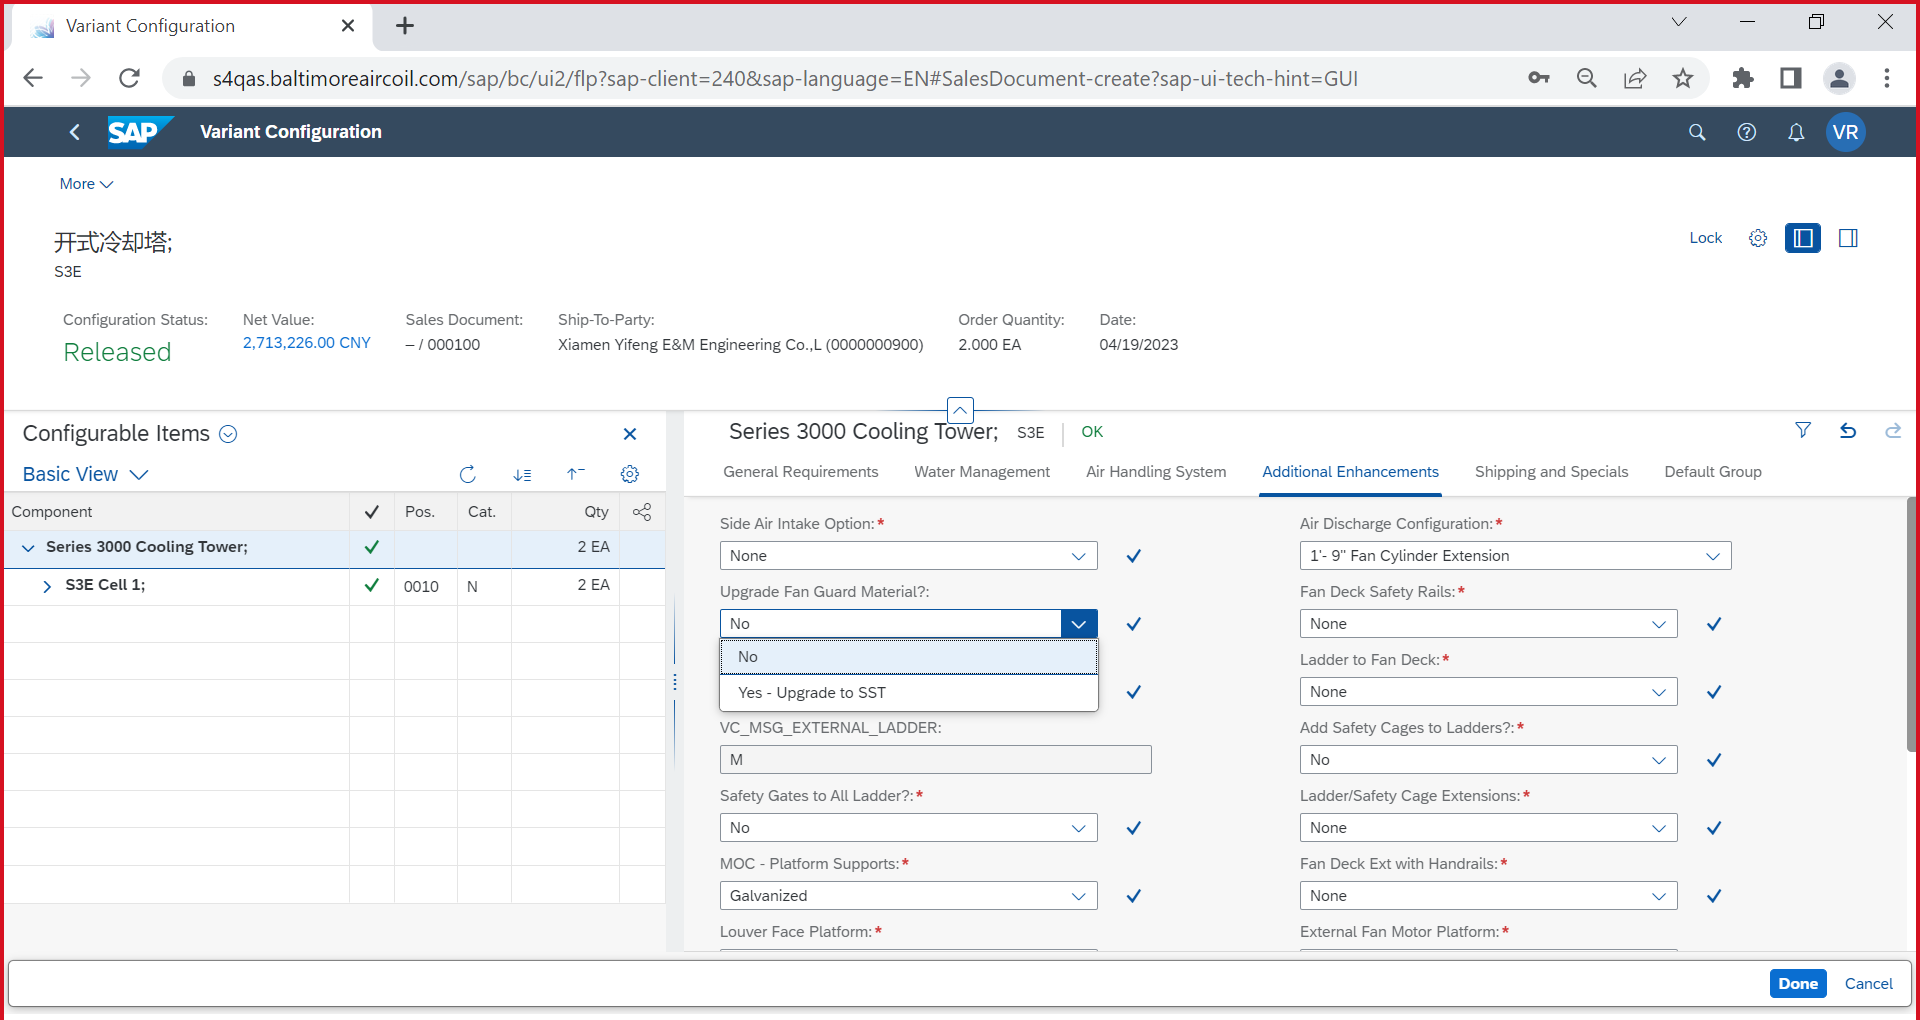 Variant Configuration
s4qas.baltimoreaircoil.com/sap/bc/ui2/flp?sap-client=240&sap-language=EN#SalesDocument-create?sap-ui-tech-hint=GUI
SAP
Variant Configuration
VR
More
开式冷却塔;
S3E
Lock
Configuration Status:
Released
Net Value:
2,713,226.00 CNY
Sales Document:
– / 000100
Ship-To-Party:
Xiamen Yifeng E&M Engineering Co.,L (0000000900)
Order Quantity:
2.000 EA
Date:
04/19/2023
Configurable Items
Basic View
Component Pos. Cat. Qty
Series 3000 Cooling Tower; 2 EA
S3E Cell 1; 0010 N 2 EA
Series 3000 Cooling Tower; S3E OK
General Requirements Water Management Air Handling System Additional Enhancements Shipping and Specials Default Group
Side Air Intake Option:*
None
Air Discharge Configuration:*
1'- 9" Fan Cylinder Extension
Upgrade Fan Guard Material?:
No
No
Yes - Upgrade to SST
Fan Deck Safety Rails:*
None
Ladder to Fan Deck:*
None
VC_MSG_EXTERNAL_LADDER:
M
Add Safety Cages to Ladders?:*
No
Safety Gates to All Ladder?:*
No
Ladder/Safety Cage Extensions:*
None
MOC - Platform Supports:*
Galvanized
Fan Deck Ext with Handrails:*
None
Louver Face Platform:*
External Fan Motor Platform:*
Done Cancel